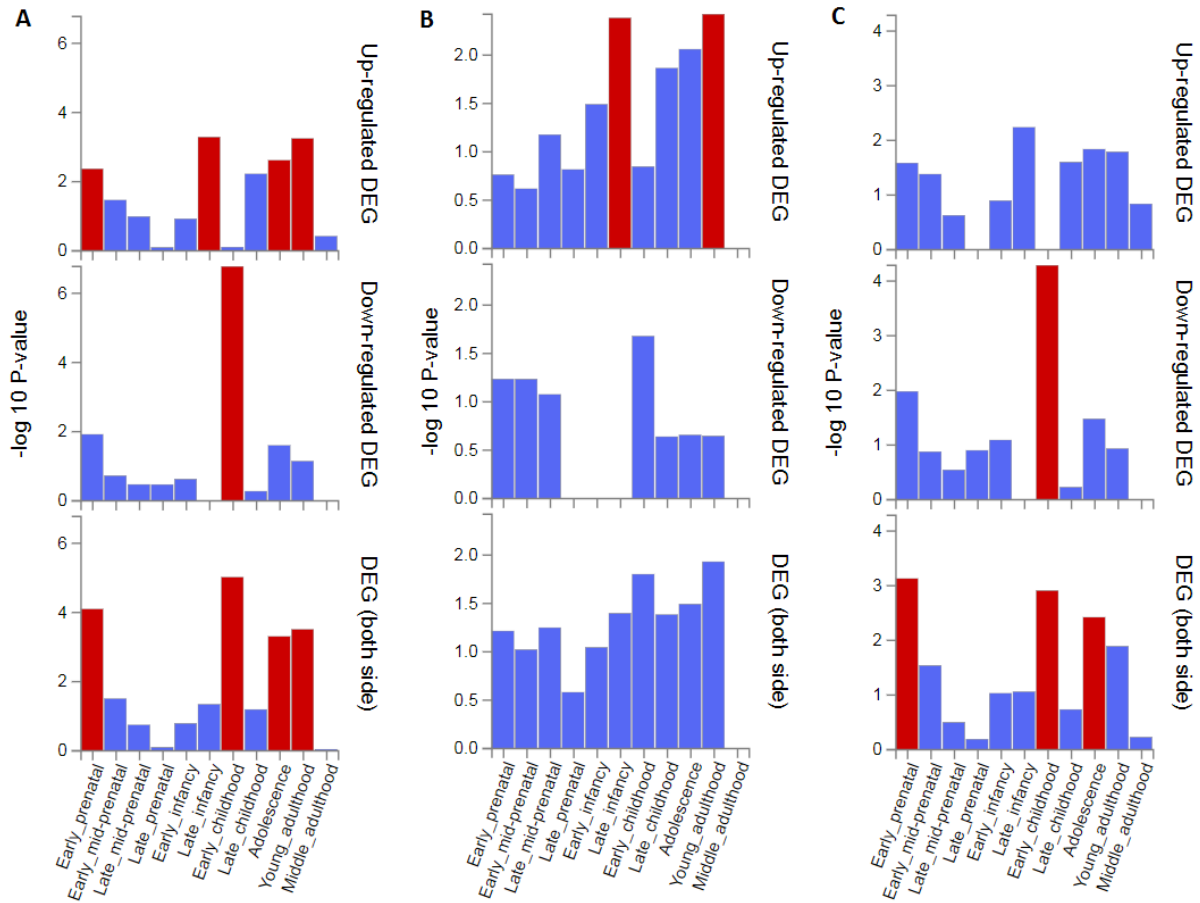 A
6
4
2
0
Up-regulated DEG
6
4
2
0
Down-regulated DEG
6
4
2
0
DEG (both side)
-log 10 P-value
Early_prenatal
Early_mid-prenatal
Late_mid-prenatal
Late_prenatal
Early_infancy
Late_infancy
Early_childhood
Late_childhood
Adolescence
Young_adulthood
Middle_adulthood
B
2.0
1.5
1.0
0.5
0.0
Up-regulated DEG
2.0
1.5
1.0
0.5
0.0
Down-regulated DEG
2.0
1.5
1.0
0.5
0.0
DEG (both side)
-log 10 P-value
Early_prenatal
Early_mid-prenatal
Late_mid-prenatal
Late_prenatal
Early_infancy
Late_infancy
Early_childhood
Late_childhood
Adolescence
Young_adulthood
Middle_adulthood
C
4
3
2
1
0
Up-regulated DEG
4
3
2
1
0
Down-regulated DEG
4
3
2
1
0
DEG (both side)
-log 10 P-value
Early_prenatal
Early_mid-prenatal
Late_mid-prenatal
Late_prenatal
Early_infancy
Late_infancy
Early_childhood
Late_childhood
Adolescence
Young_adulthood
Middle_adulthood